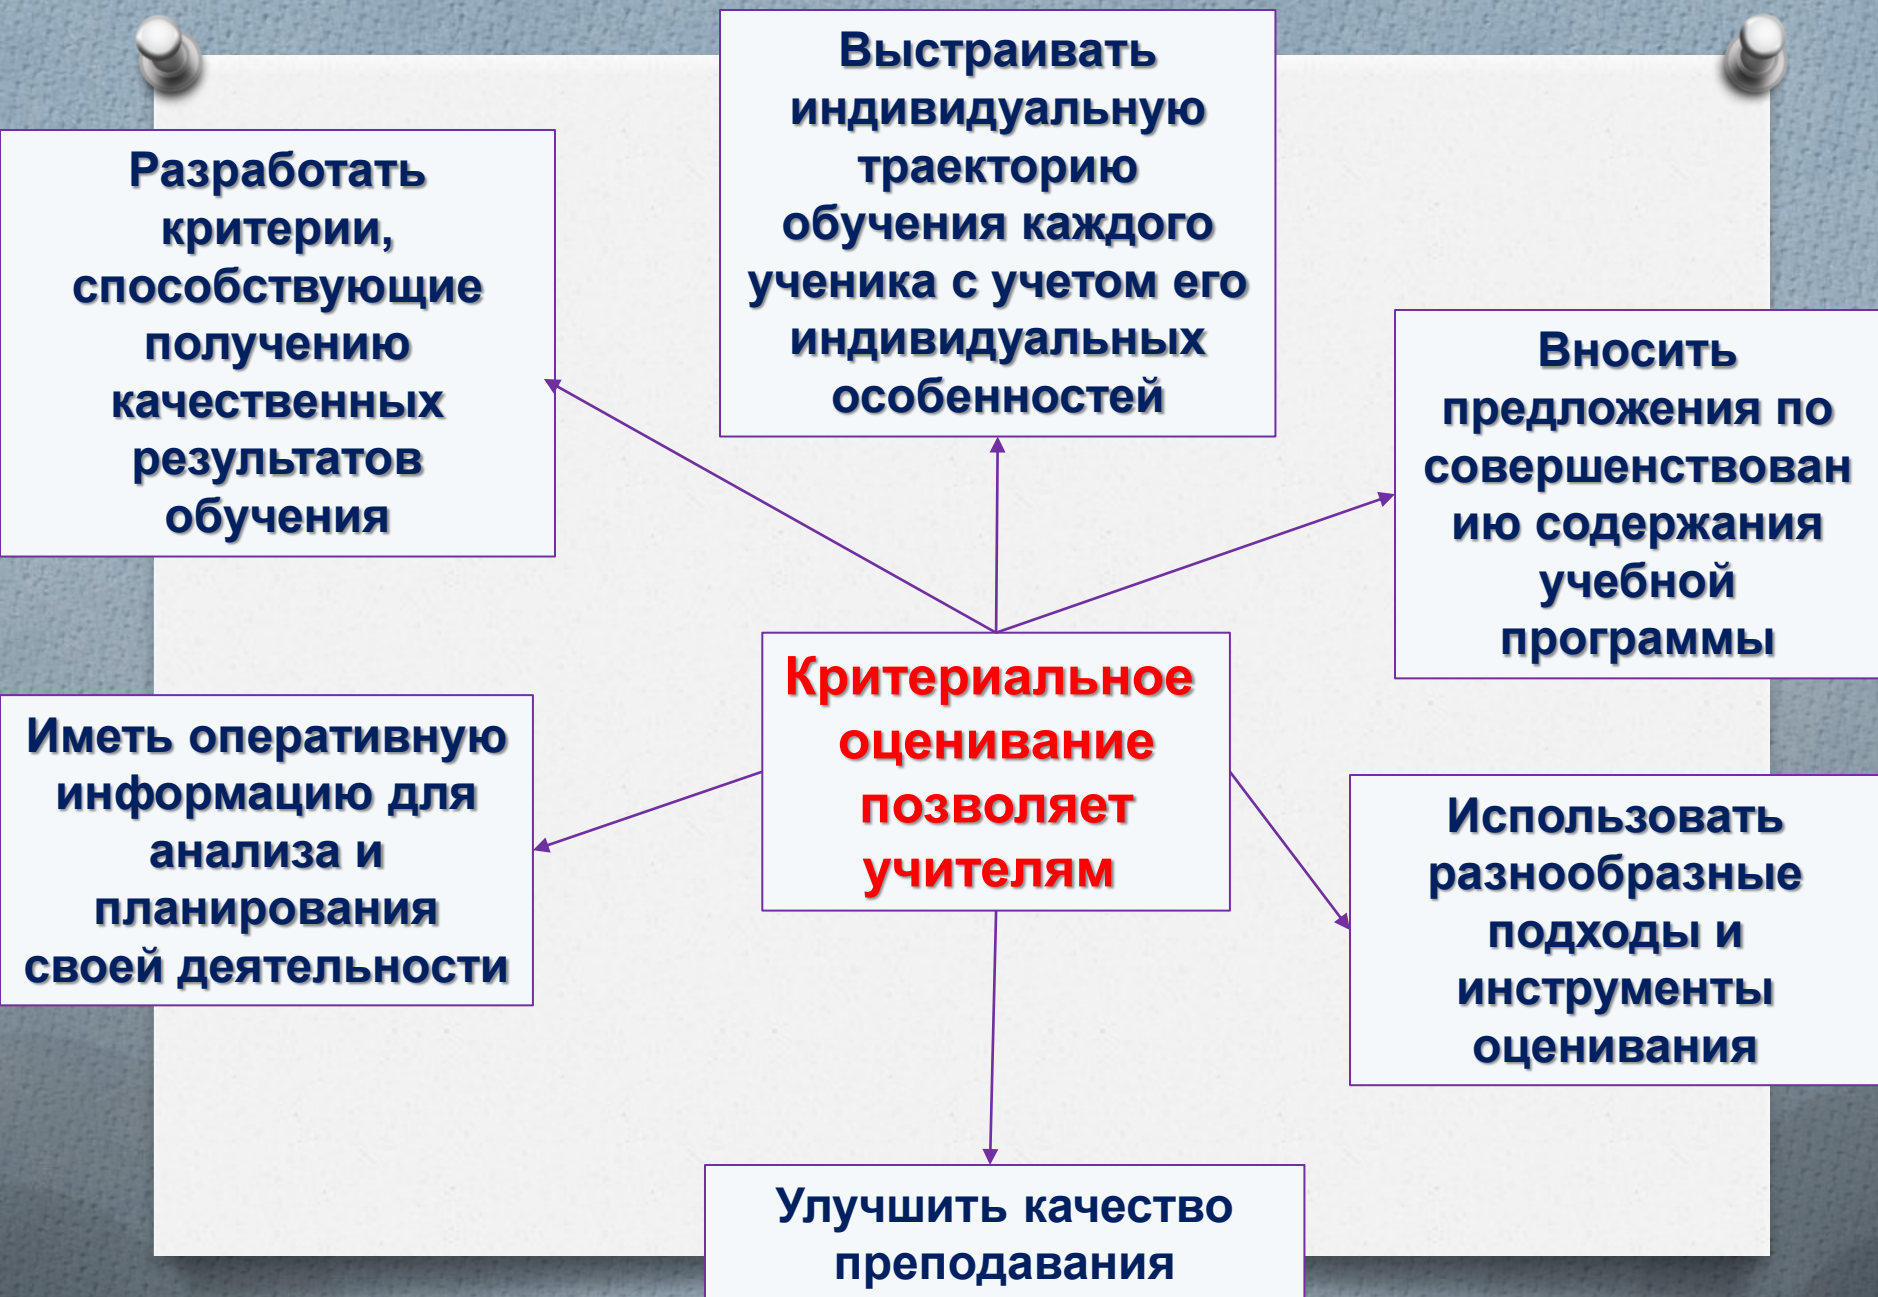 Выстраивать
индивидуальную
траекторию
обучения каждого
ученика с учетом его
индивидуальных
особенностей
Разработать
критерии,
способствующие
получению
качественных
результатов
обучения
Вносить
предложения по
совершенствован
ию содержания
учебной
программы
Критериальное
оценивание
позволяет
учителям
Иметь оперативную
информацию для
анализа и
планирования
своей деятельности
Использовать
разнообразные
подходы и
инструменты
оценивания
Улучшить качество
преподавания